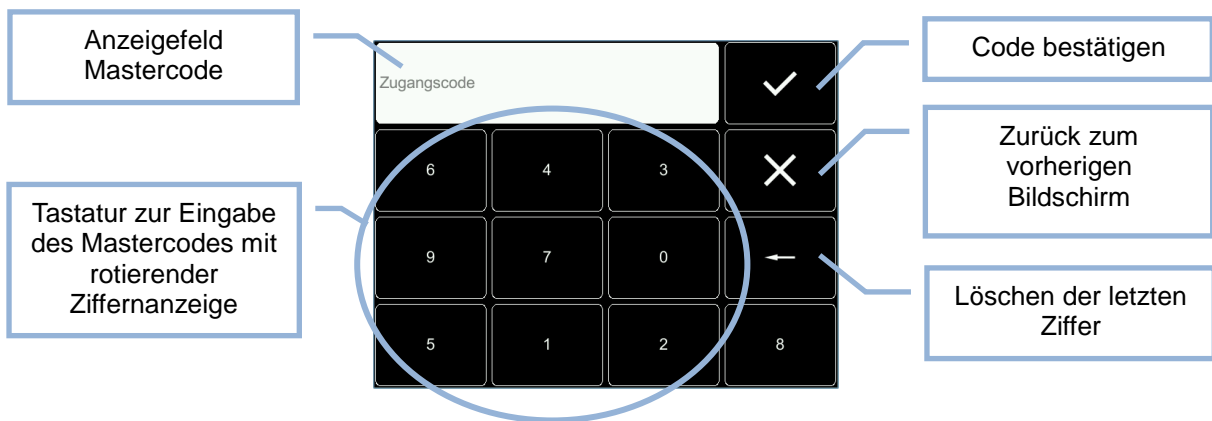 Anzeigefeld
Mastercode
Zugangscode
Code bestätigen
6 4 3
Zurück zum
vorherigen
Bildschirm
Tastatur zur Eingabe
des Mastercodes mit
rotierender
Ziffernanzeige
9 7 0
Löschen der letzten
Ziffer
5 1 2 8